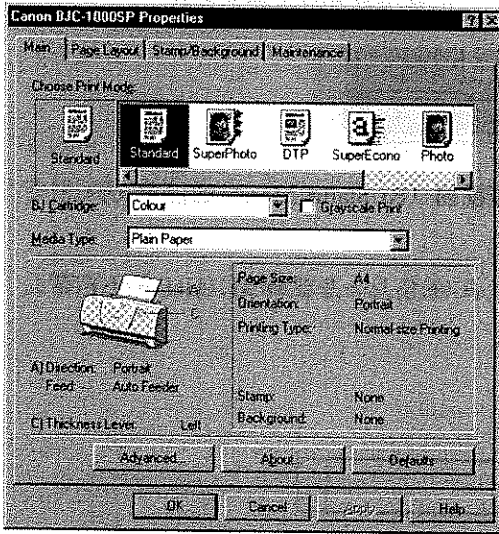 Canon BJC-1000SP Properties
Main Page Layout Stamp/Background Maintenance
Choose Print Mode:
Standard Standard SuperPhoto DTP SuperEcono Photo
BJ Cartridge: Colour Grayscale Print
Media Type: Plain Paper
Page Size: A4
Orientation: Portrait
Printing Type: Normal-size Printing
A) Direction: Portrait
Feed: Auto Feeder
Stamp: None
Background: None
C) Thickness Lever: Left
Advanced... About... Defaults
OK Cancel Apply Help